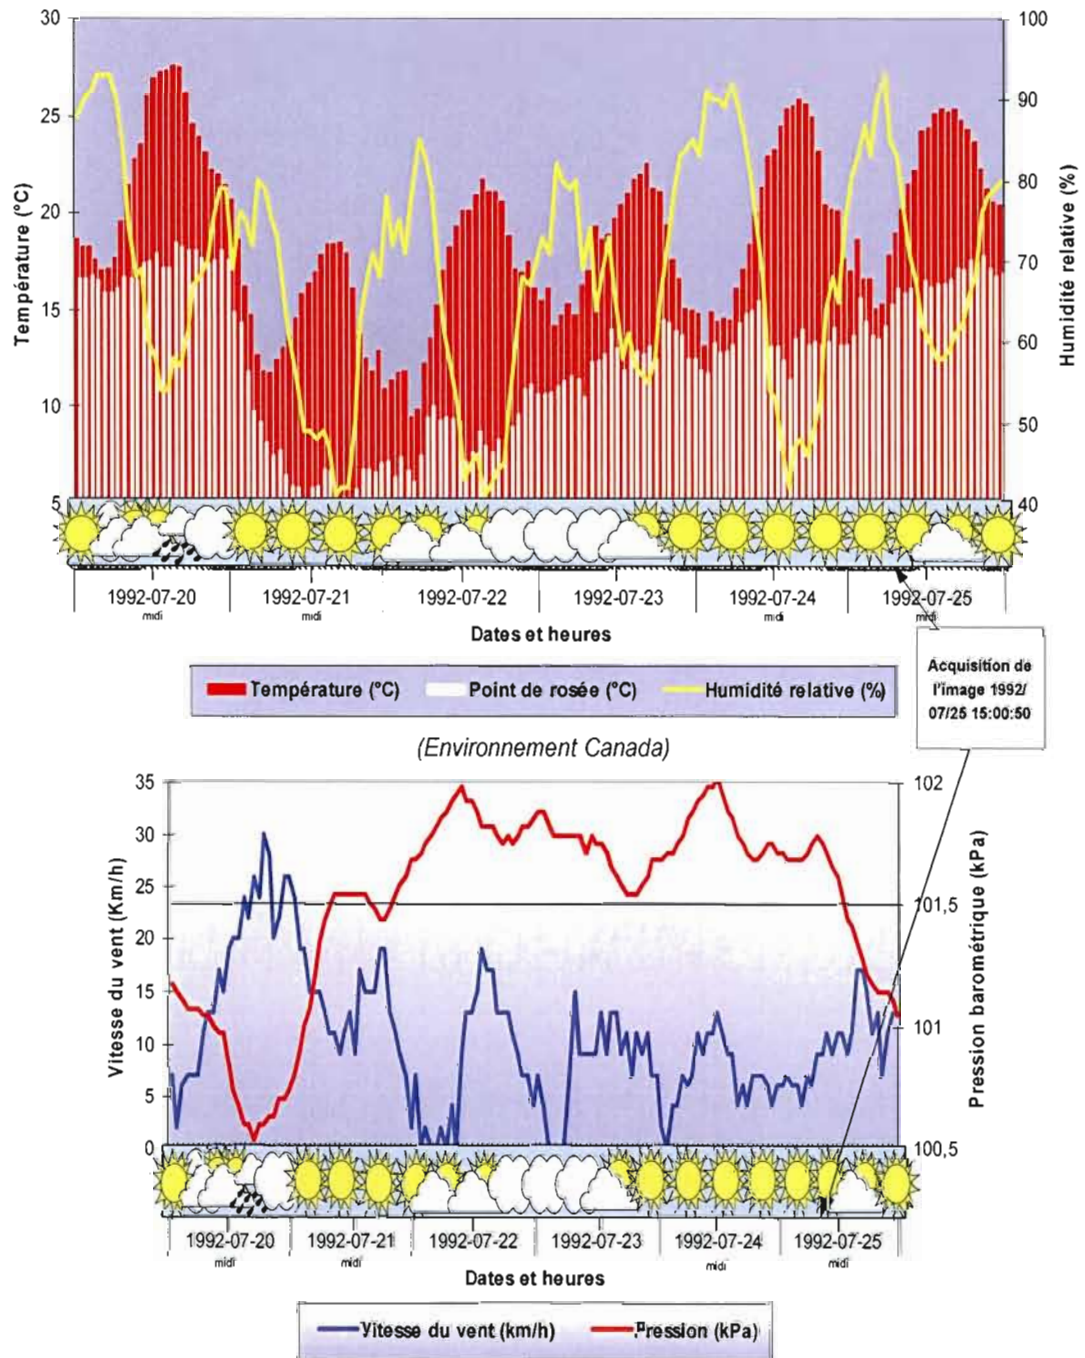 30
25
20
15
10
5
Température (°C)
100
90
80
70
60
50
40
Humidité relative (%)
1992-07-20
midi
1992-07-21
midi
1992-07-22
1992-07-23
1992-07-24
midi
1992-07-25
midi
Dates et heures
Température (°C) Point de rosée (°C) Humidité relative (%)
Acquisition de
l'image 1992/
07/25 15:00:50
(Environnement Canada)
35
30
25
20
15
10
5
0
Vitesse du vent (Km/h)
102
101,5
101
100,5
Pression barométrique (kPa)
1992-07-20
midi
1992-07-21
midi
1992-07-22
1992-07-23
1992-07-24
midi
1992-07-25
midi
Dates et heures
Vitesse du vent (km/h) Pression (kPa)